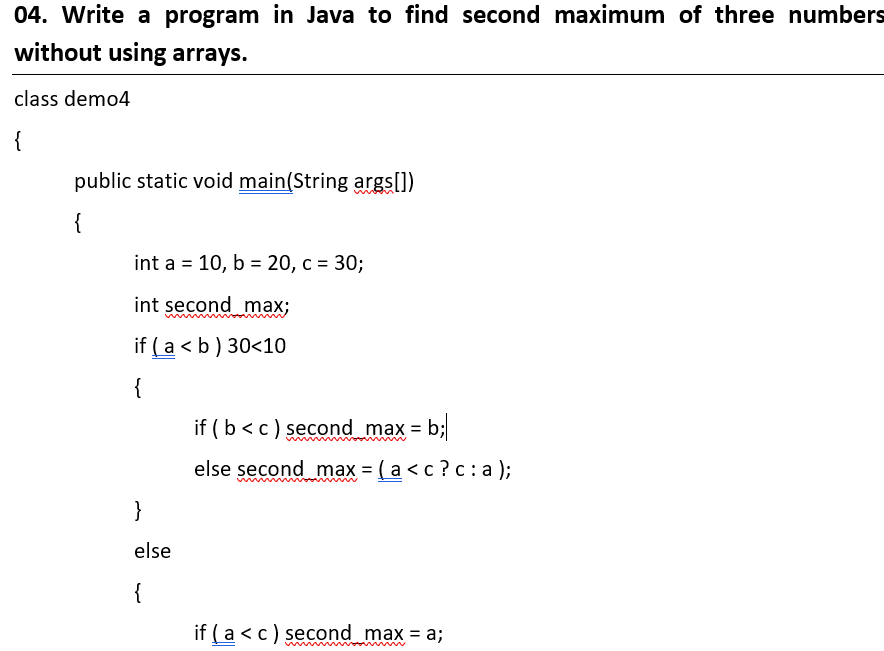 04. Write a program in Java to find second maximum of three numbers
without using arrays.
class demo4
{
public static void main(String args[])
{
int a = 10, b = 20, c = 30;
int second_max;
if ( a < b ) 30<10
{
if ( b < c ) second_max = b;
else second_max = ( a < c ? c : a );
}
else
{
if ( a < c ) second_max = a;